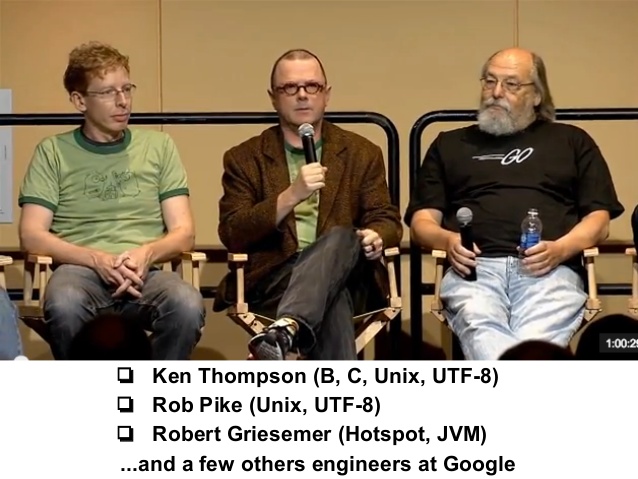 GO
1:00:29
❑ Ken Thompson (B, C, Unix, UTF-8)
❑ Rob Pike (Unix, UTF-8)
❑ Robert Griesemer (Hotspot, JVM)
...and a few others engineers at Google